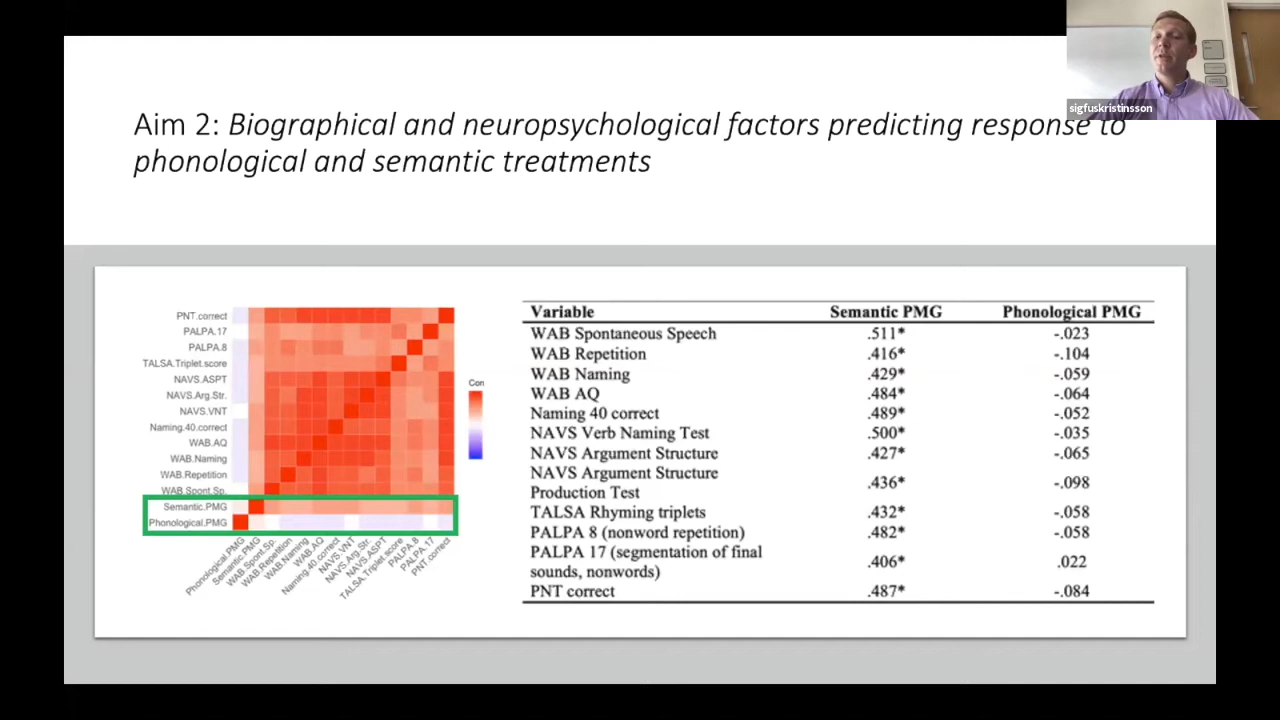 sigfuskristinsson
Aim 2: Biographical and neuropsychological factors predicting response to
phonological and semantic treatments
PNT.correct
PALPA.17
PALPA.8
TALSA.Triplet.score
NAVS.ASPT
NAVS.Arg.Str.
NAVS.VNT
Naming.40.correct
WAB.AQ
WAB.Naming
WAB.Repetition
WAB.Spont.Sp.
Semantic.PMG
Phonological.PMG
Phonological.PMG
Semantic.PMG
WAB.Spont.Sp.
WAB.Repetition
WAB.Naming
WAB.AQ
Naming.40.correct
NAVS.VNT
NAVS.Arg.Str.
NAVS.ASPT
TALSA.Triplet.score
PALPA.8
PALPA.17
PNT.correct
Corr
Variable Semantic PMG Phonological PMG
WAB Spontaneous Speech .511* -.023
WAB Repetition .416* -.104
WAB Naming .429* -.059
WAB AQ .484* -.064
Naming 40 correct .489* -.052
NAVS Verb Naming Test .500* -.035
NAVS Argument Structure .427* -.065
NAVS Argument Structure
Production Test .436* -.098
TALSA Rhyming triplets .432* -.058
PALPA 8 (nonword repetition) .482* -.058
PALPA 17 (segmentation of final
sounds, nonwords) .406* .022
PNT correct .487* -.084